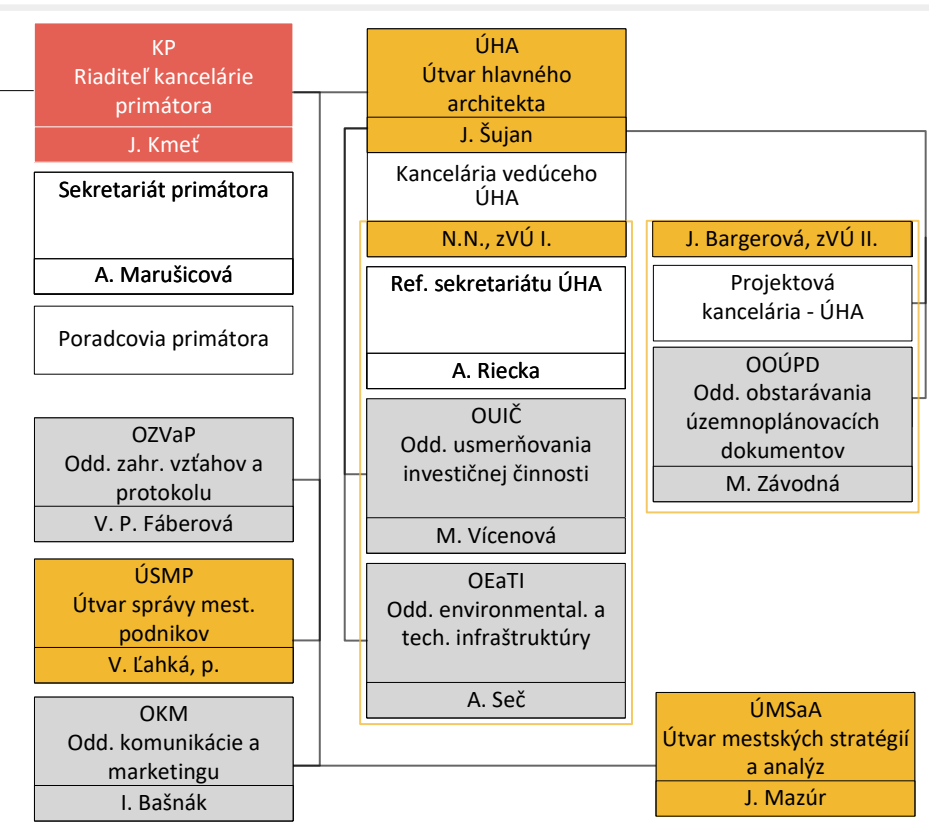 KP
Riaditeľ kancelárie
primátora
J. Kmeť
Sekretariát primátora
A. Marušicová
Poradcovia primátora
OZVaP
Odd. zahr. vzťahov a
protokolu
V. P. Fáberová
ÚSMP
Útvar správy mest.
podnikov
V. Ľahká, p.
OKM
Odd. komunikácie a
marketingu
I. Bašnák
ÚHA
Útvar hlavného
architekta
J. Šujan
Kancelária vedúceho
ÚHA
N.N., zVÚ I.
Ref. sekretariátu ÚHA
A. Riecka
OUIČ
Odd. usmerňovania
investičnej činnosti
M. Vícenová
OEaTI
Odd. environmental. a
tech. infraštruktúry
A. Seč
J. Bargerová, zVÚ II.
Projektová
kancelária - ÚHA
OOÚPD
Odd. obstarávania
územnoplánovacích
dokumentov
M. Závodná
ÚMSaA
Útvar mestských stratégií
a analýz
J. Mazúr